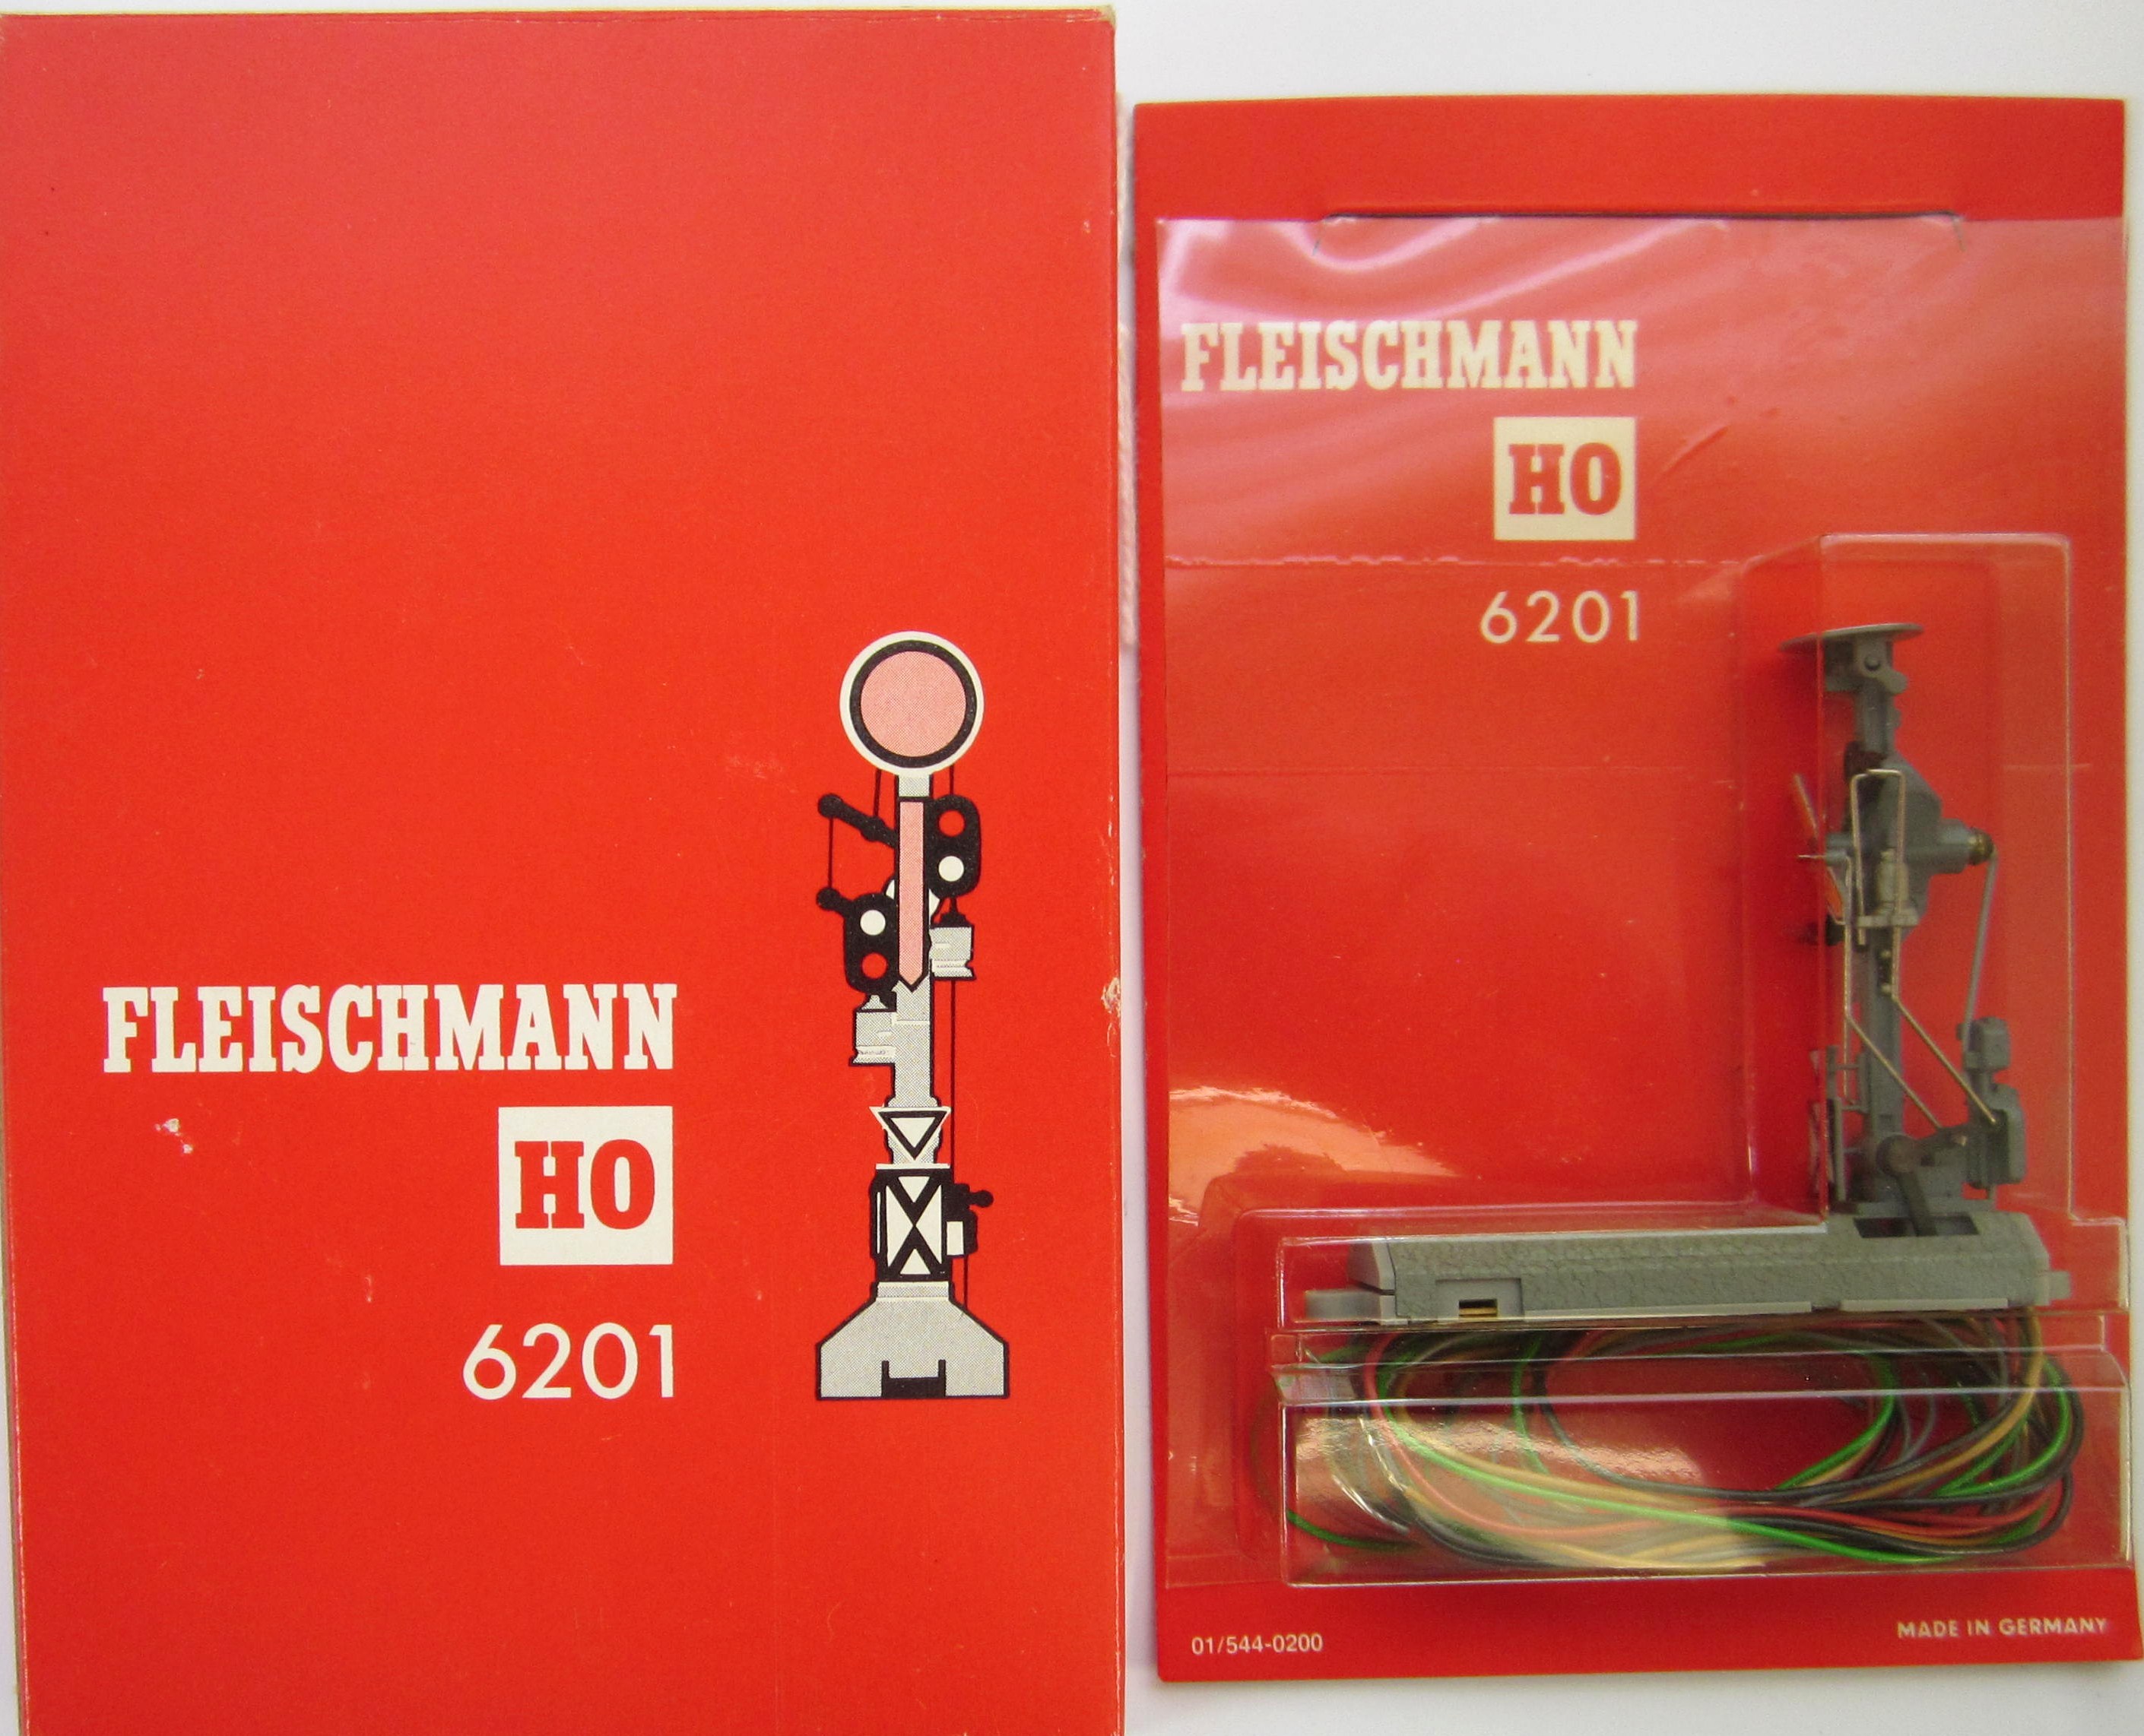 FLEISCHMANN
HO
6201
FLEISCHMANN
HO
6201
01/544-0200
MADE IN GERMANY